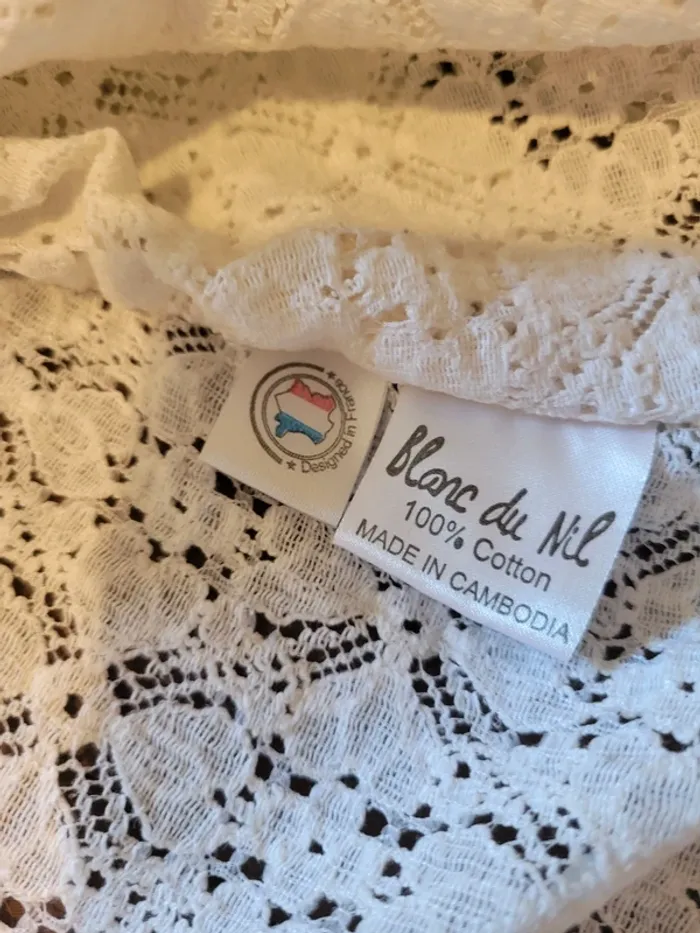 Designed in France
Blanc du Nil
100% Cotton
MADE IN CAMBODIA